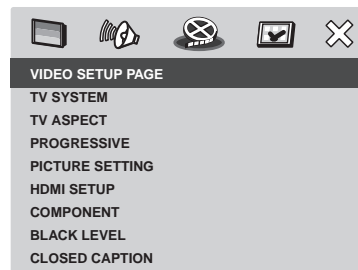 VIDEO SETUP PAGE
TV SYSTEM
TV ASPECT
PROGRESSIVE
PICTURE SETTING
HDMI SETUP
COMPONENT
BLACK LEVEL
CLOSED CAPTION